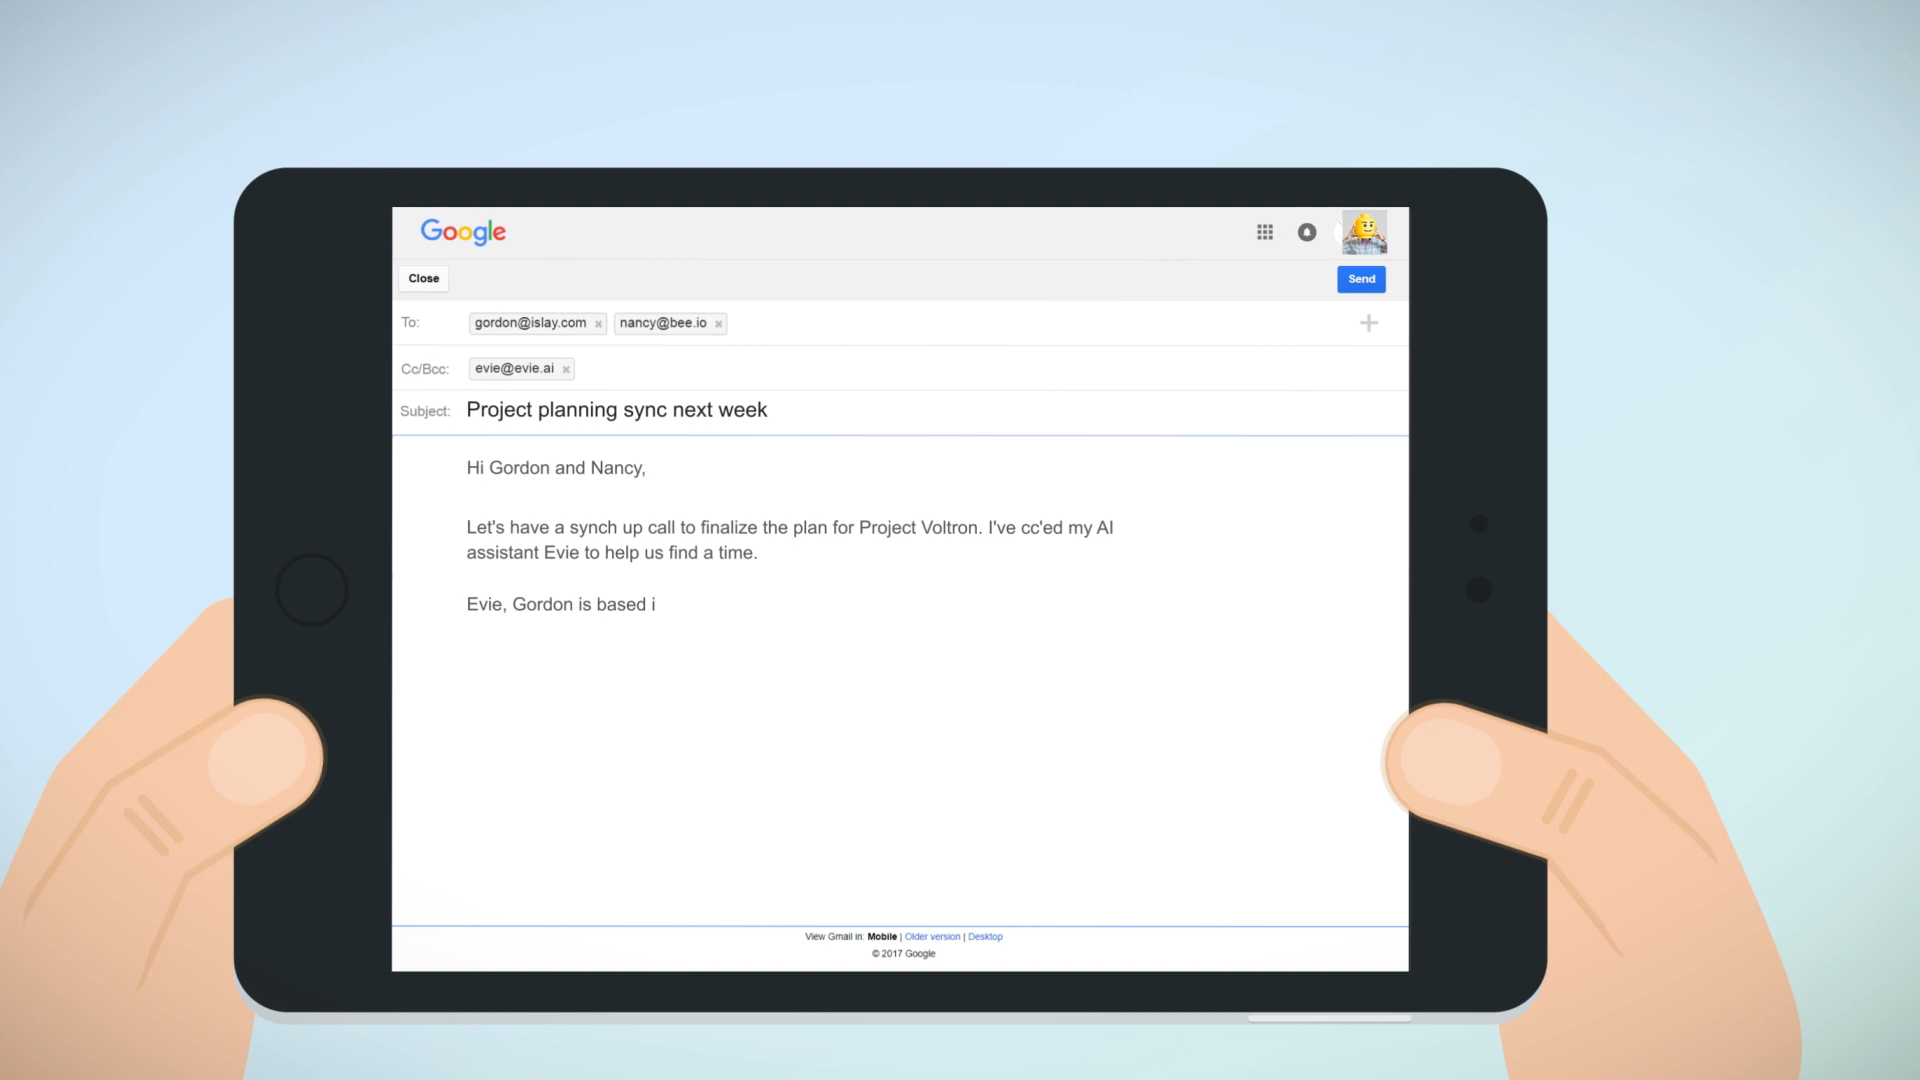 Google
Close
Send
To: gordon@islay.com × nancy@bee.io ×
Cc/Bcc: evie@evie.ai ×
Subject: Project planning sync next week
Hi Gordon and Nancy,
Let's have a synch up call to finalize the plan for Project Voltron. I've cc'ed my AI
assistant Evie to help us find a time.
Evie, Gordon is based i
View Gmail in: Mobile | Older version | Desktop
© 2017 Google